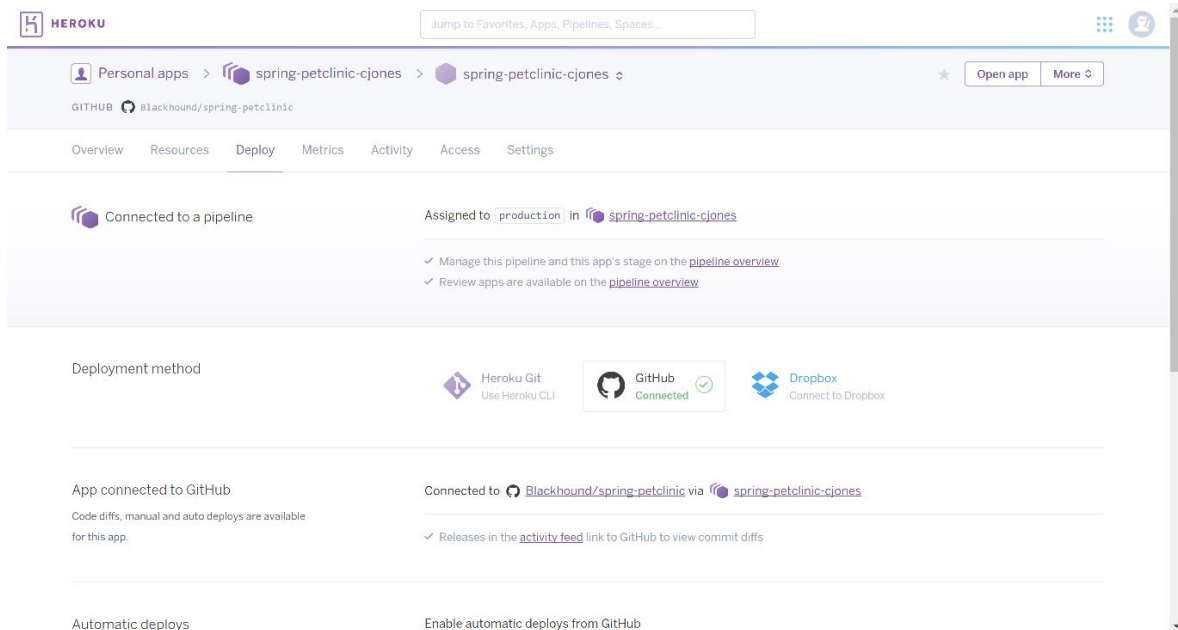 HEROKU
Jump to Favorites, Apps, Pipelines, Spaces...
Personal apps > spring-petclinic-cjones > spring-petclinic-cjones
Open app More
GITHUB Blackhound/spring-petclinic
Overview Resources Deploy Metrics Activity Access Settings
Connected to a pipeline
Assigned to production in spring-petclinic-cjones
Manage this pipeline and this app's stage on the pipeline overview
Review apps are available on the pipeline overview
Deployment method
Heroku Git
Use Heroku CLI
GitHub
Connected
Dropbox
Connect to Dropbox
App connected to GitHub
Code diffs, manual and auto deploys are available
for this app.
Connected to Blackhound/spring-petclinic via spring-petclinic-cjones
Releases in the activity feed link to GitHub to view commit diffs
Automatic deploys
Enable automatic deploys from GitHub